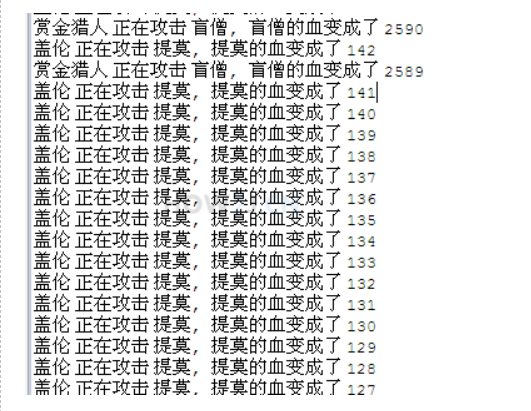 赏金猎人 正在攻击 盲僧, 盲僧的血变成了 2590
盖伦 正在攻击 提莫, 提莫的血变成了 142
赏金猎人 正在攻击 盲僧, 盲僧的血变成了 2589
盖伦 正在攻击 提莫, 提莫的血变成了 141
盖伦 正在攻击 提莫, 提莫的血变成了 140
盖伦 正在攻击 提莫, 提莫的血变成了 139
盖伦 正在攻击 提莫, 提莫的血变成了 138
盖伦 正在攻击 提莫, 提莫的血变成了 137
盖伦 正在攻击 提莫, 提莫的血变成了 136
盖伦 正在攻击 提莫, 提莫的血变成了 135
盖伦 正在攻击 提莫, 提莫的血变成了 134
盖伦 正在攻击 提莫, 提莫的血变成了 133
盖伦 正在攻击 提莫, 提莫的血变成了 132
盖伦 正在攻击 提莫, 提莫的血变成了 131
盖伦 正在攻击 提莫, 提莫的血变成了 130
盖伦 正在攻击 提莫, 提莫的血变成了 129
盖伦 正在攻击 提莫, 提莫的血变成了 128
盖伦 正在攻击 提莫, 提莫的血变成了 127